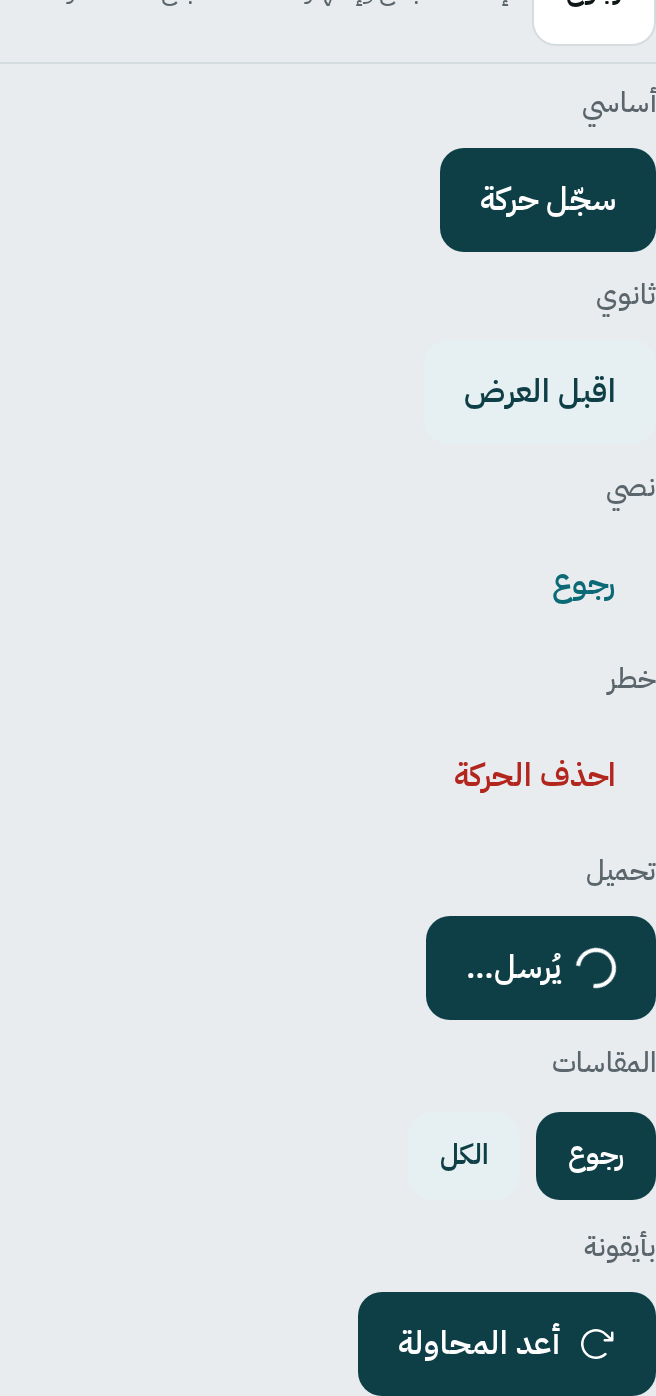 أساسي
سجّل حركة
ثانوي
اقبل العرض
نصي
رجوع
خطر
احذف الحركة
تحميل
يُرسل...
المقاسات
رجوع الكل
بأيقونة
أعد المحاولة